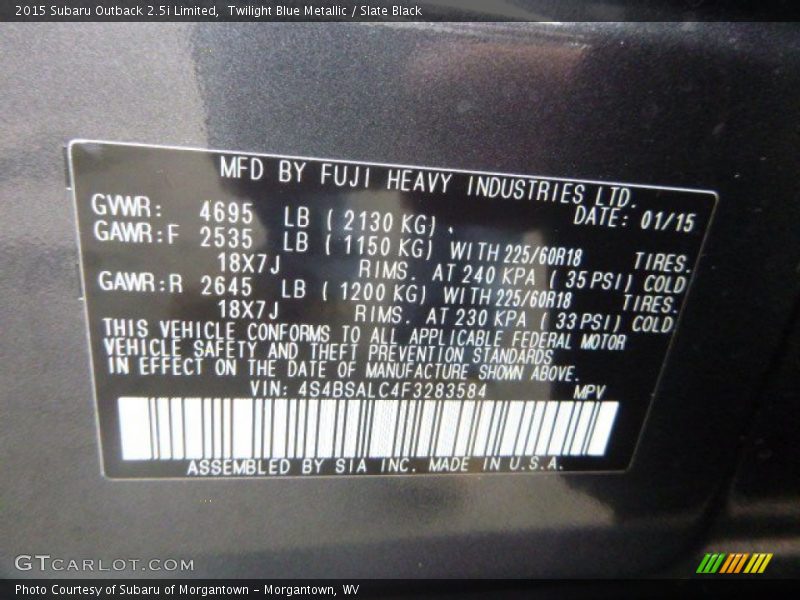 2015 Subaru Outback 2.5i Limited,  Twilight Blue Metallic / Slate Black
MFD BY FUJI HEAVY INDUSTRIES LTD.
GVWR: 4695 LB ( 2130 KG) , DATE: 01/15
GAWR:F 2535 LB ( 1150 KG) WITH 225/60R18 TIRES.
18X7J RIMS. AT 240 KPA ( 35 PSI) COLD
GAWR:R 2645 LB ( 1200 KG) WITH 225/60R18 TIRES.
18X7J RIMS. AT 230 KPA ( 33 PSI) COLD
THIS VEHICLE CONFORMS TO ALL APPLICABLE FEDERAL MOTOR
VEHICLE SAFETY AND THEFT PREVENTION STANDARDS
IN EFFECT ON THE DATE OF MANUFACTURE SHOWN ABOVE.
VIN: 4S4BSALC4F3283584 MPV
ASSEMBLED BY SIA INC. MADE IN U.S.A.
GTCARLOT.COM
Photo Courtesy of Subaru of Morgantown - Morgantown, WV